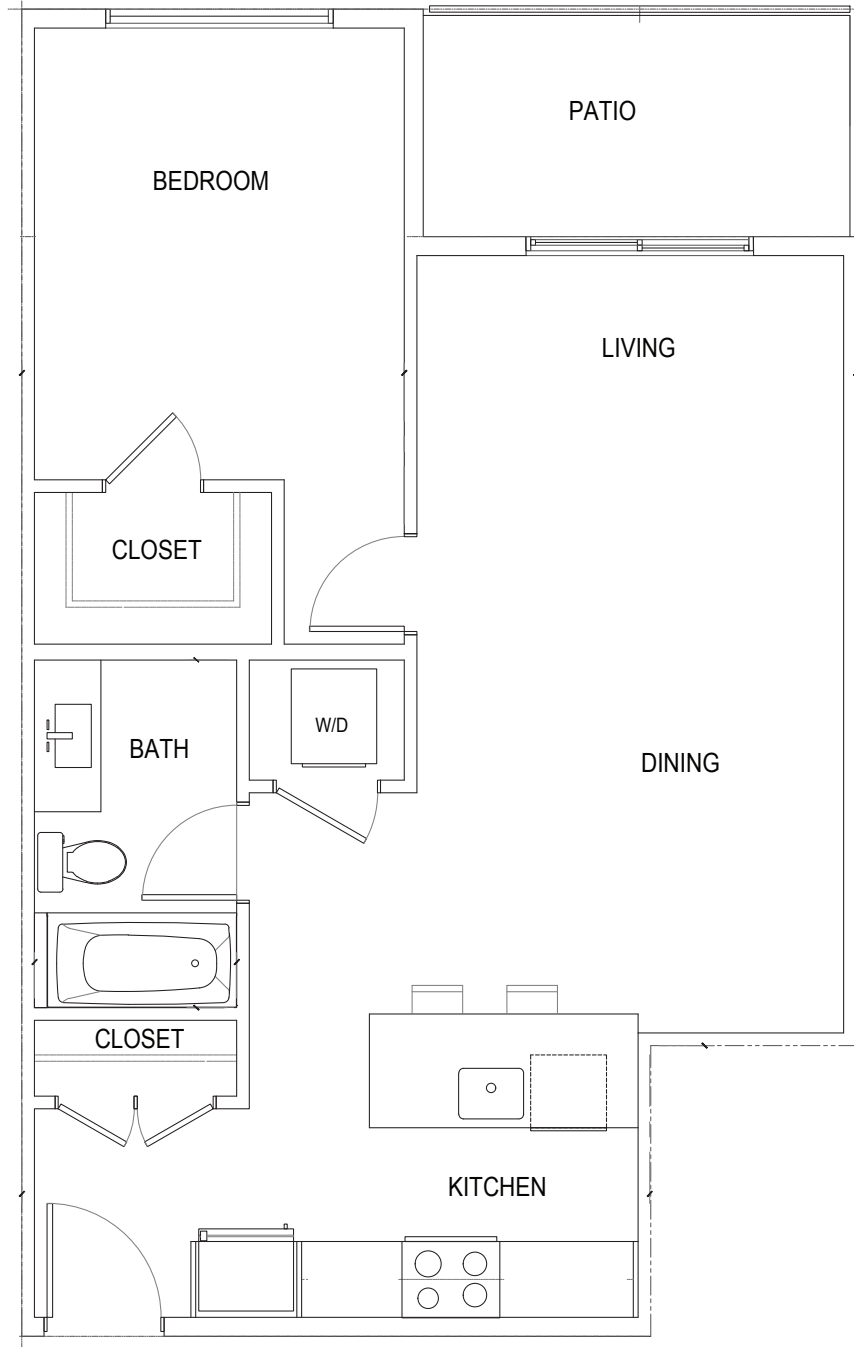 PATIO
BEDROOM
LIVING
CLOSET
W/D
BATH
DINING
CLOSET
KITCHEN